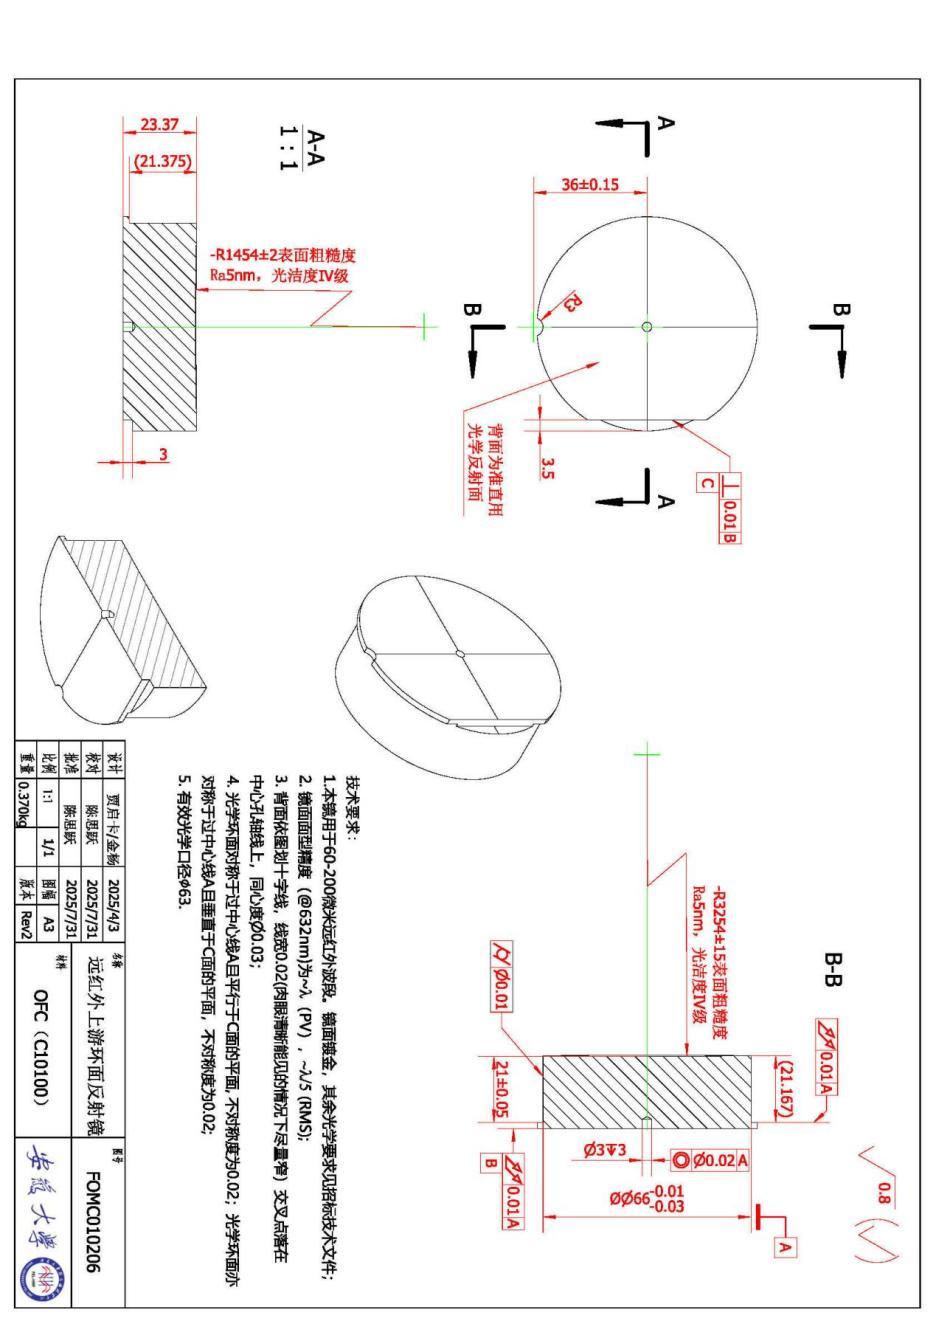 A-A
1:1
23.37
(21.375)
-R1454±2表面粗糙度
Ra5nm，光洁度Ⅳ级
3
A
A
36±0.15
B
B
R3
3.5
背面为准直用
光学反射面
⊥ 0.01 B
C
B-B
-R3254±15表面粗糙度
Ra5nm，光洁度Ⅳ级
⌭ Ø0.01
21±0.05
(21.167)
⌰ 0.01 A
Ø3↧3
◎ Ø0.02 A
⌰ 0.01 A
B
ØØ66 -0.01
-0.03
A
0.8
技术要求：
1.本镜用于60-200微米远红外波段。镜面镀金，其余光学要求见招标技术文件；
2. 镜面面型精度（@632nm)为~λ（PV），~λ/5 (RMS);
3. 背面依图划十字线，线宽0.02(肉眼清晰能见的情况下尽量窄）交叉点落在
中心孔轴线上，同心度Ø0.03；
4. 光学环面对称于过中心线A且平行于C面的平面, 不对称度为0.02；光学环面亦
对称于过中心线A且垂直于C面的平面，不对称度为0.02；
5. 有效光学口径φ63.
设计 贾启卡/金杨 2025/4/3
校对 陈思跃 2025/7/31
批准 陈思跃 2025/7/31
比例 1:1 1/1 图幅 A3
重量 0.370kg 版本 Rev2
名称
远红外上游环面反射镜
材料
OFC（C10100）
图号
FOMC010206
安徽大学